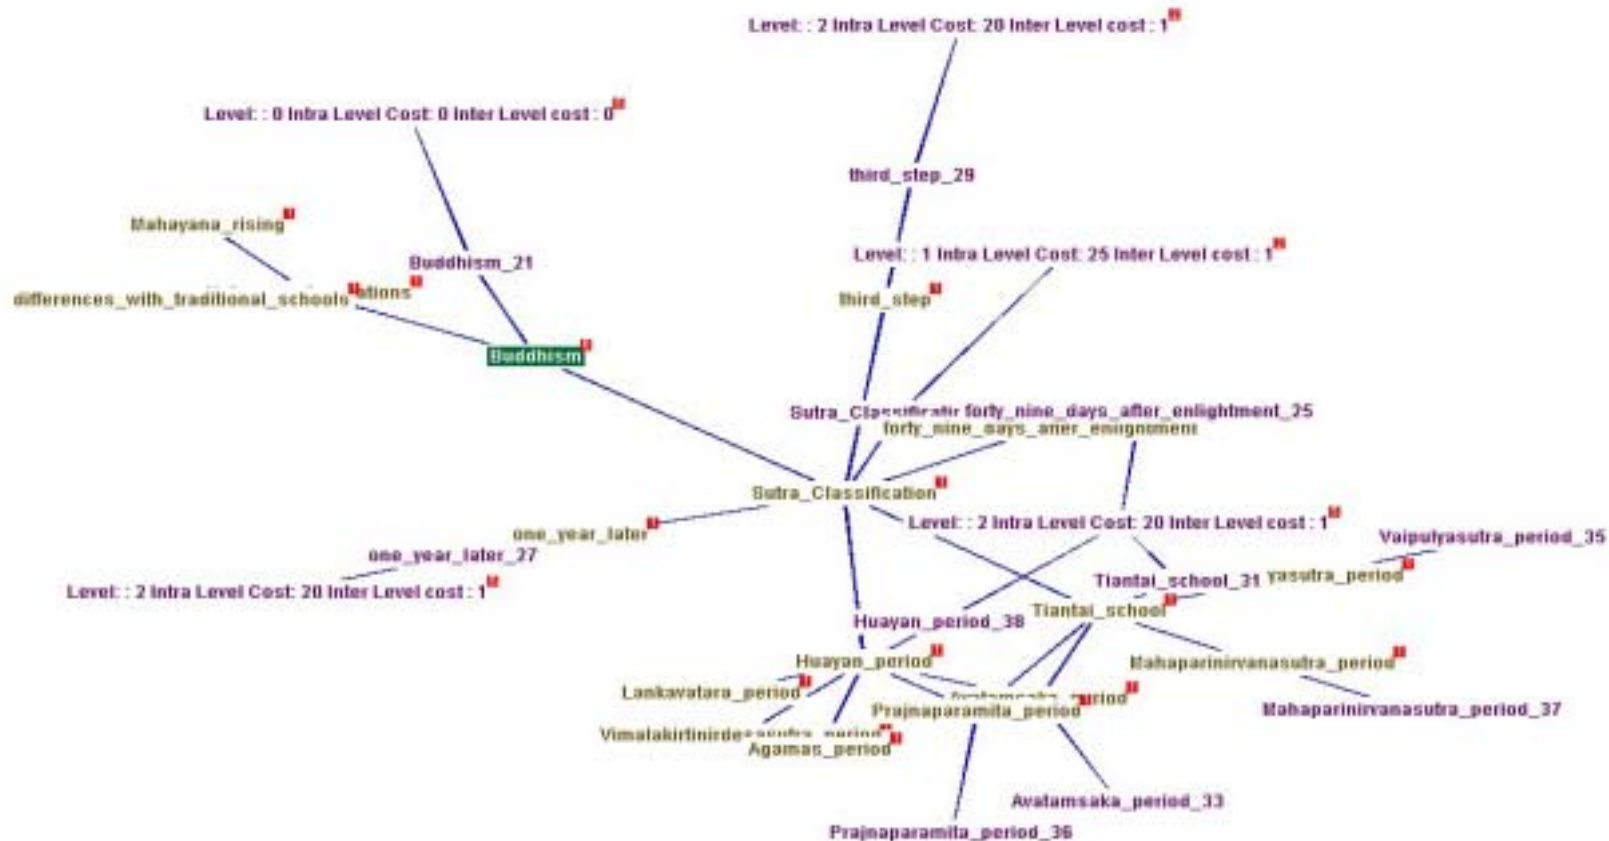 Level: : 2 Intra Level Cost: 20 Inter Level cost : 1
Level: : 0 Intra Level Cost: 0 Inter Level cost : 0
third_step_29
Mahayana_rising
Level: : 1 Intra Level Cost: 25 Inter Level cost : 1
Buddhism_21
differences_with_traditional_schools
third_step
Buddhism
forty_nine_days_after_enlightment_25
forty_nine_days_after_enlightment
Sutra_Classification
Level: : 2 Intra Level Cost: 20 Inter Level cost : 1
one_year_later
Vaipulyasutra_period_35
one_year_later_27
yasutra_period
Tiantai_school_31
Level: : 2 Intra Level Cost: 20 Inter Level cost : 1
Tiantai_school
Huayan_period_38
Huayan_period
Mahaparinirvanasutra_period
Lankavatara_period
Prajnaparamita_period
Mahaparinirvanasutra_period_37
Agamas_period
Avatamsaka_period_33
Prajnaparamita_period_36